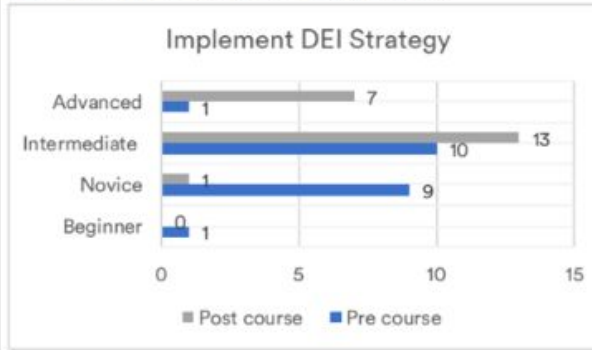 Implement DEI Strategy
Advanced
7
1
Intermediate
13
10
Novice
1
9
Beginner
0
1
0 5 10 15
Post course Pre course